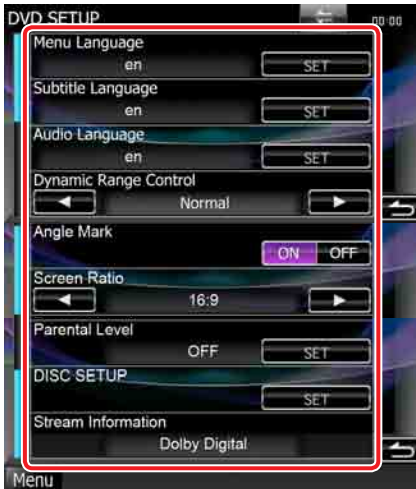 DVD SETUP 00:00
Menu Language
en SET
Subtitle Language
en SET
Audio Language
en SET
Dynamic Range Control
Normal
Angle Mark
ON OFF
Screen Ratio
16:9
Parental Level
OFF SET
DISC SETUP
SET
Stream Information
Dolby Digital
Menu